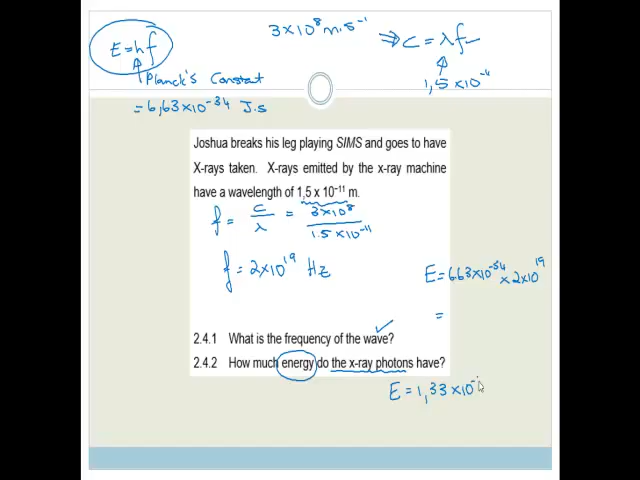 E = hf
3×10⁸ m.s⁻¹
⇒ c = λf
Planck's Constant
= 6,63×10⁻³⁴ J.s
1,5×10⁻¹¹
Joshua breaks his leg playing SIMS and goes to have
X-rays taken. X-rays emitted by the x-ray machine
have a wavelength of 1,5 x 10⁻¹¹ m.
f = c/λ = 3×10⁸/1.5×10⁻¹¹
f = 2×10¹⁹ Hz
E = 6.63×10⁻³⁴ × 2×10¹⁹
=
2.4.1 What is the frequency of the wave?
2.4.2 How much energy do the x-ray photons have?
E = 1,33×10⁻